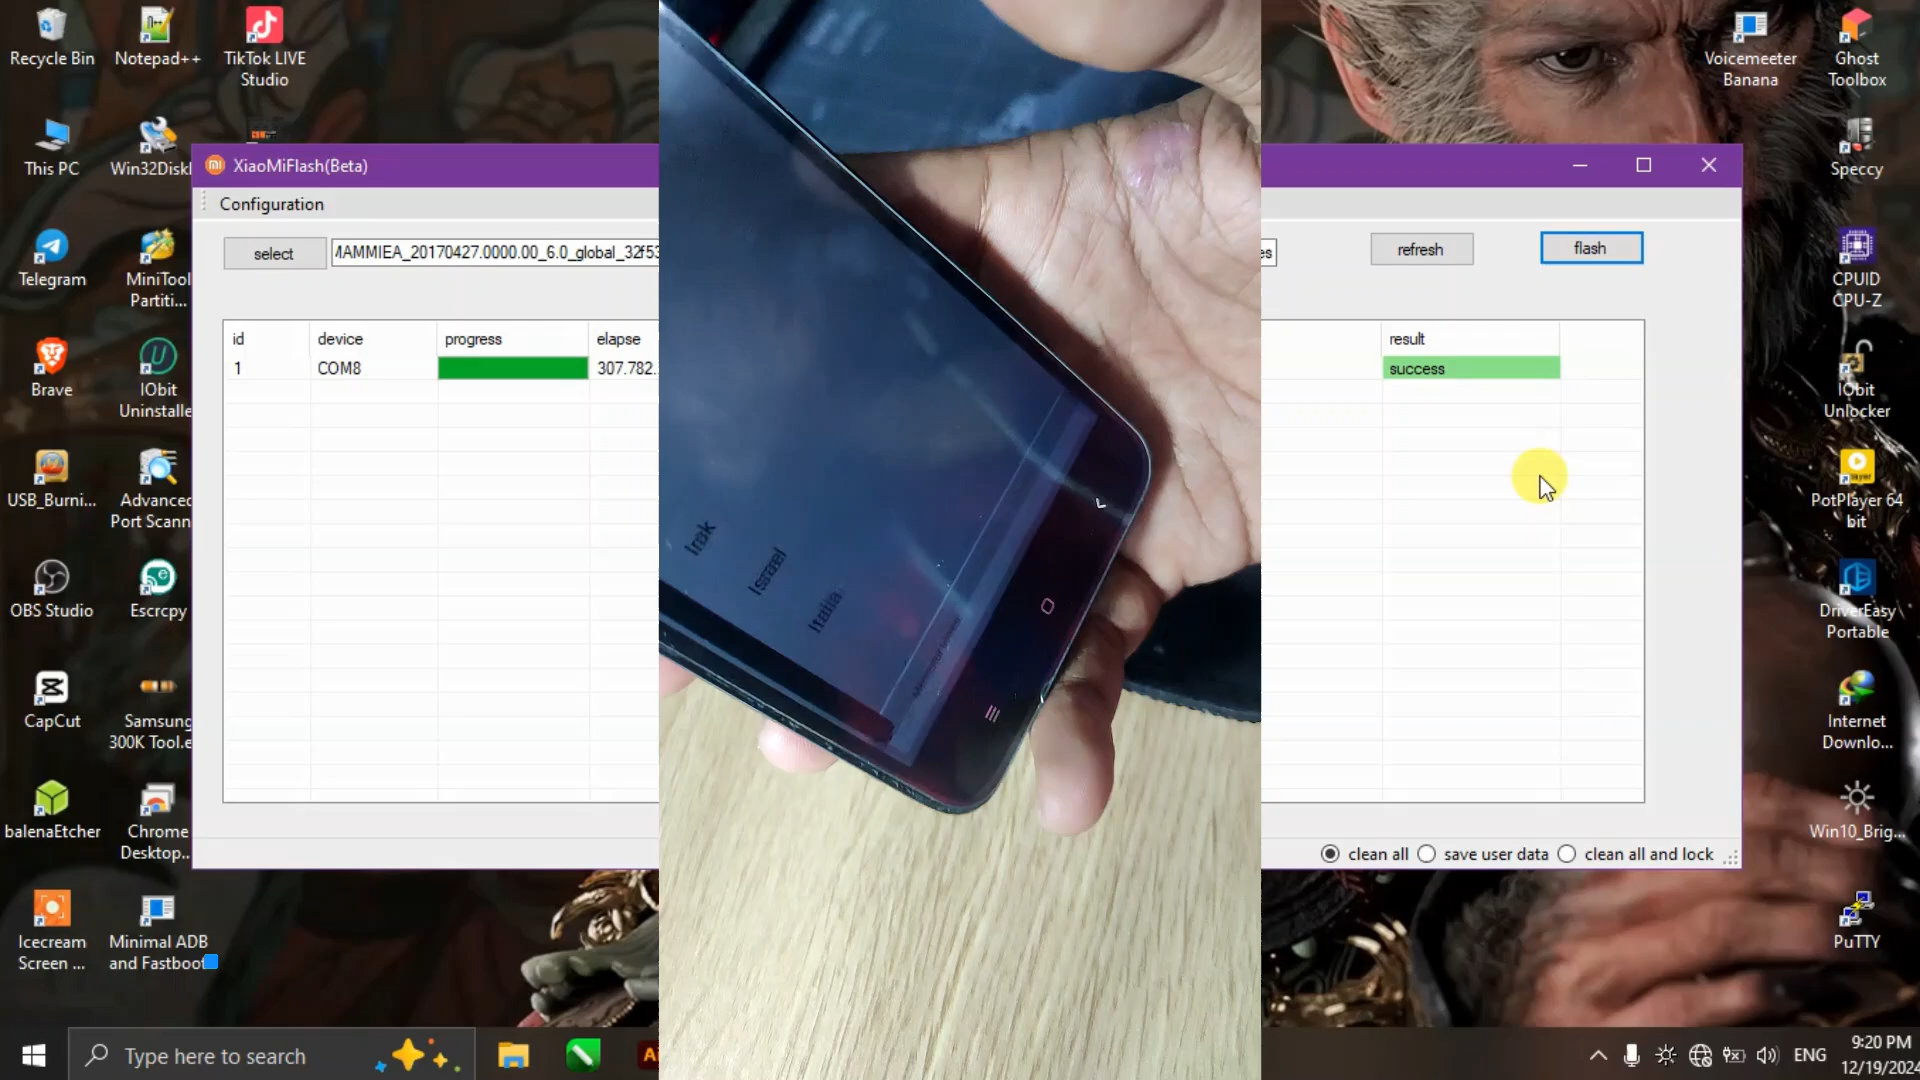 Recycle Bin
Notepad++
TikTok LIVE
Studio
Voicemeeter
Banana
Ghost
Toolbox
This PC
Win32Disk
XiaoMiFlash(Beta)
Speccy
Configuration
select
MAMMIEA_20170427.0000.00_6.0_global_32f53
es
refresh
flash
Telegram
MiniTool
Partiti...
CPUID
CPU-Z
id
device
progress
elapse
result
1
COM8
307.782.
success
Brave
IObit
Uninstalle
IObit
Unlocker
USB_Burni...
Advanced
Port Scann
PotPlayer 64
bit
Irak
Israel
Italia
OBS Studio
Escrcpy
DriverEasy
Portable
CapCut
Samsung
300K Tool.e
Internet
Downlo...
balenaEtcher
Chrome
Desktop...
Win10_Brig...
clean all
save user data
clean all and lock
Icecream
Screen ...
Minimal ADB
and Fastboot
PuTTY
Type here to search
Ai
ENG
9:20 PM
12/19/2024